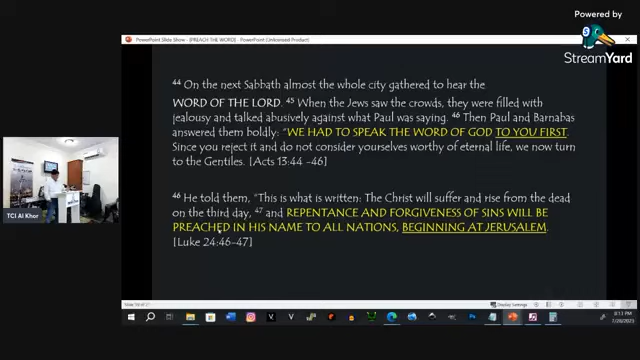 Powered by
StreamYard
PowerPoint Slide Show - [PREACH THE WORD] - PowerPoint (Unlicensed Product)
44 On the next Sabbath almost the whole city gathered to hear the
WORD OF THE LORD. 45 When the Jews saw the crowds, they were filled with
jealousy and talked abusively against what Paul was saying. 46 Then Paul and Barnabas
answered them boldly: "WE HAD TO SPEAK THE WORD OF GOD TO YOU FIRST.
Since you reject it and do not consider yourselves worthy of eternal life, we now turn
to the Gentiles. [Acts 13:44 -46]
46 He told them, "This is what is written: The Christ will suffer and rise from the dead
on the third day, 47 and REPENTANCE AND FORGIVENESS OF SINS WILL BE
PREACHED IN HIS NAME TO ALL NATIONS, BEGINNING AT JERUSALEM.
[Luke 24:46-47]
TCI Al Khor
Display Settings
8:13 PM